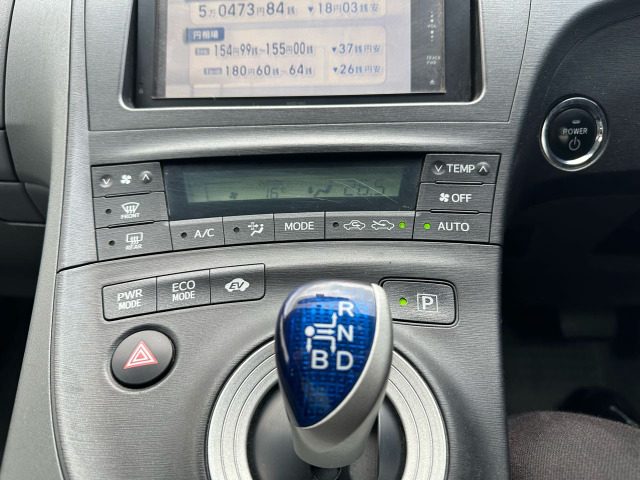 5万0473円84銭 ▼18円03銭
円相場
154円99銭~155円00銭 ▼37銭円安
180円60銭~64銭 ▼26銭円安
TRACK
POWER
TEMP
OFF
FRONT
A/C
MODE
AUTO
REAR
PWR MODE
ECO MODE
EV
P
R
N
B D